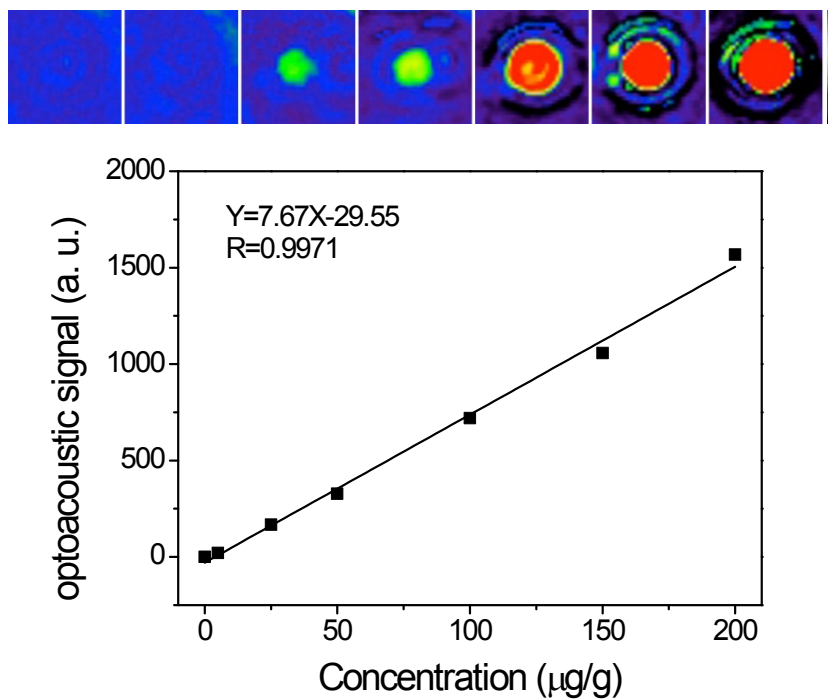 2000
1500
1000
500
0
optoacoustic signal (a. u.)
Y=7.67X-29.55
R=0.9971
0 50 100 150 200
Concentration (μg/g)